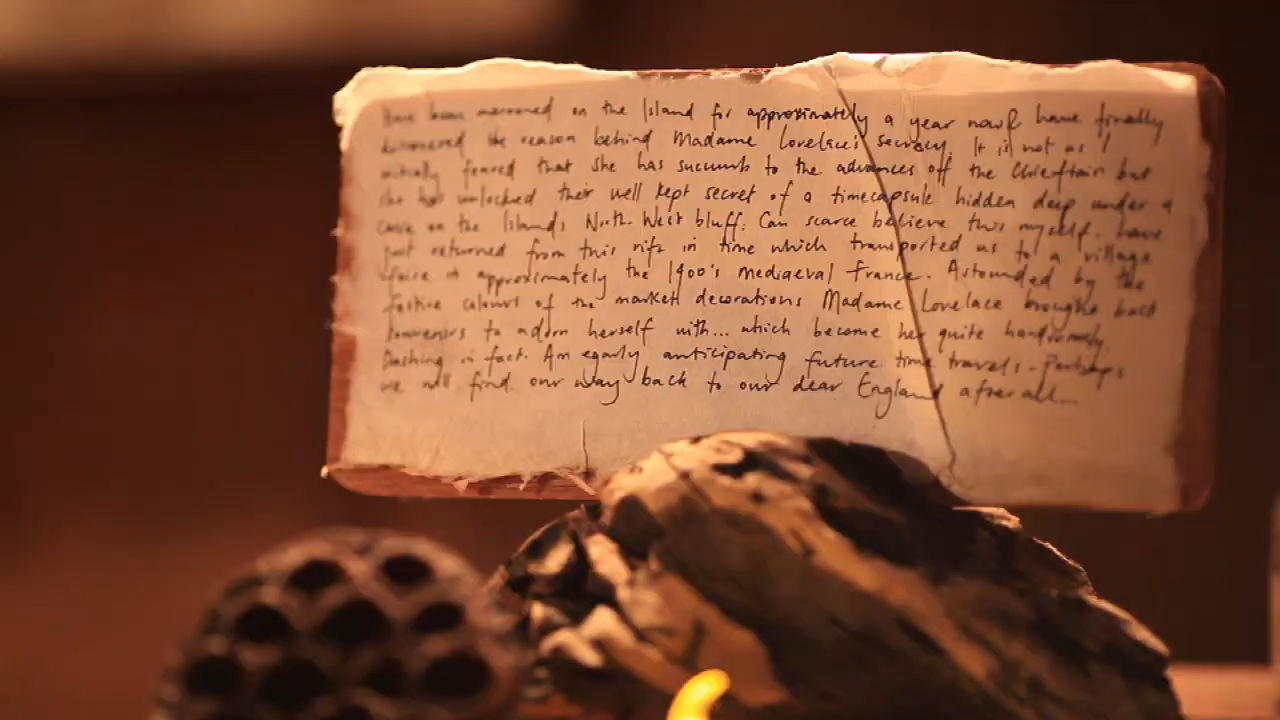 Have been marooned on the Island for approximately a year now & have finally
discovered the reason behind Madame Lovelace's secrecy. It is not as I
initially feared that she has succumb to the advances off the Chieftain but
she has unlocked their well kept secret of a timecapsule hidden deep under a
cave on the Islands North-West bluff. Can scarce believe this myself. have
just returned from this rift in time which transported us to a village
faire in approximately the 1400's mediaeval France. Astounded by the
festive colours of the market decorations Madame Lovelace brought back
souvenirs to adorn herself with... which become her quite handsomely.
Dashing in fact. Am egarly anticipating future time travels. Perhaps
we will find our way back to our dear England after all...